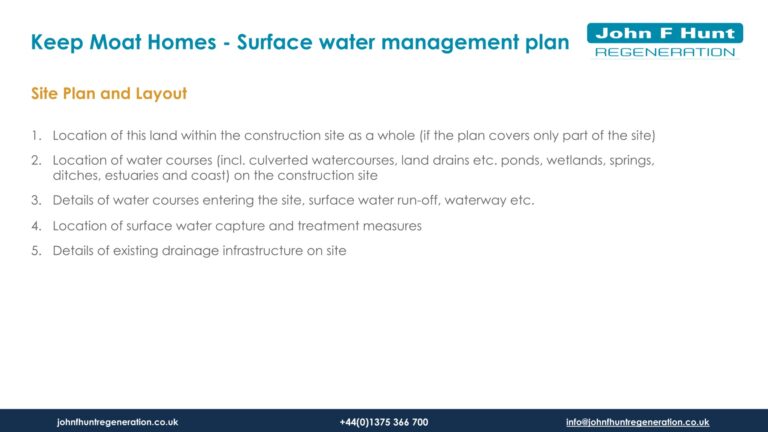 Keep Moat Homes - Surface water management plan
John F Hunt
REGENERATION
Site Plan and Layout
1. Location of this land within the construction site as a whole (if the plan covers only part of the site)
2. Location of water courses (incl. culverted watercourses, land drains etc. ponds, wetlands, springs,
ditches, estuaries and coast) on the construction site
3. Details of water courses entering the site, surface water run-off, waterway etc.
4. Location of surface water capture and treatment measures
5. Details of existing drainage infrastructure on site
johnfhuntregeneration.co.uk +44(0)1375 366 700 info@johnfhuntregeneration.co.uk